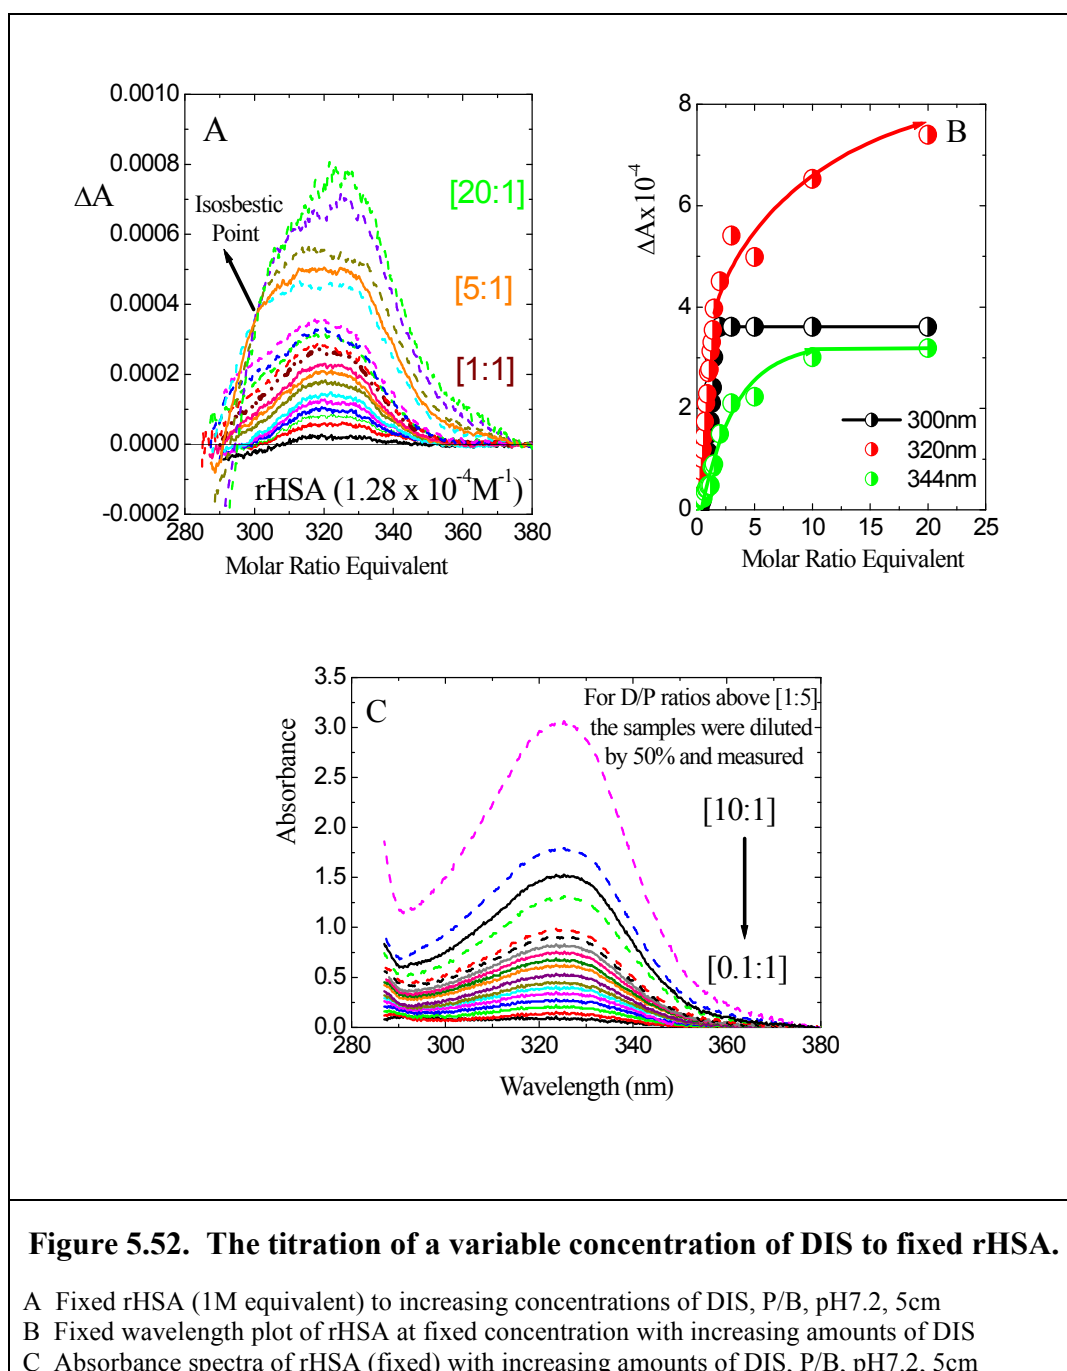 0.0010
0.0008
0.0006
0.0004
0.0002
0.0000
-0.0002
ΔA
A
Isosbestic
Point
[20:1]
[5:1]
[1:1]
rHSA (1.28 x 10-4M-1)
280 300 320 340 360 380
Molar Ratio Equivalent
8
6
4
2
0
ΔAx10-4
B
300nm
320nm
344nm
0 5 10 15 20 25
Molar Ratio Equivalent
3.5
3.0
2.5
2.0
1.5
1.0
0.5
0.0
Absorbance
C
For D/P ratios above [1:5]
the samples were diluted
by 50% and measured
[10:1]
[0.1:1]
280 300 320 340 360 380
Wavelength (nm)
Figure 5.52. The titration of a variable concentration of DIS to fixed rHSA.
A Fixed rHSA (1M equivalent) to increasing concentrations of DIS, P/B, pH7.2, 5cm
B Fixed wavelength plot of rHSA at fixed concentration with increasing amounts of DIS
C Absorbance spectra of rHSA (fixed) with increasing amounts of DIS, P/B, pH7.2, 5cm